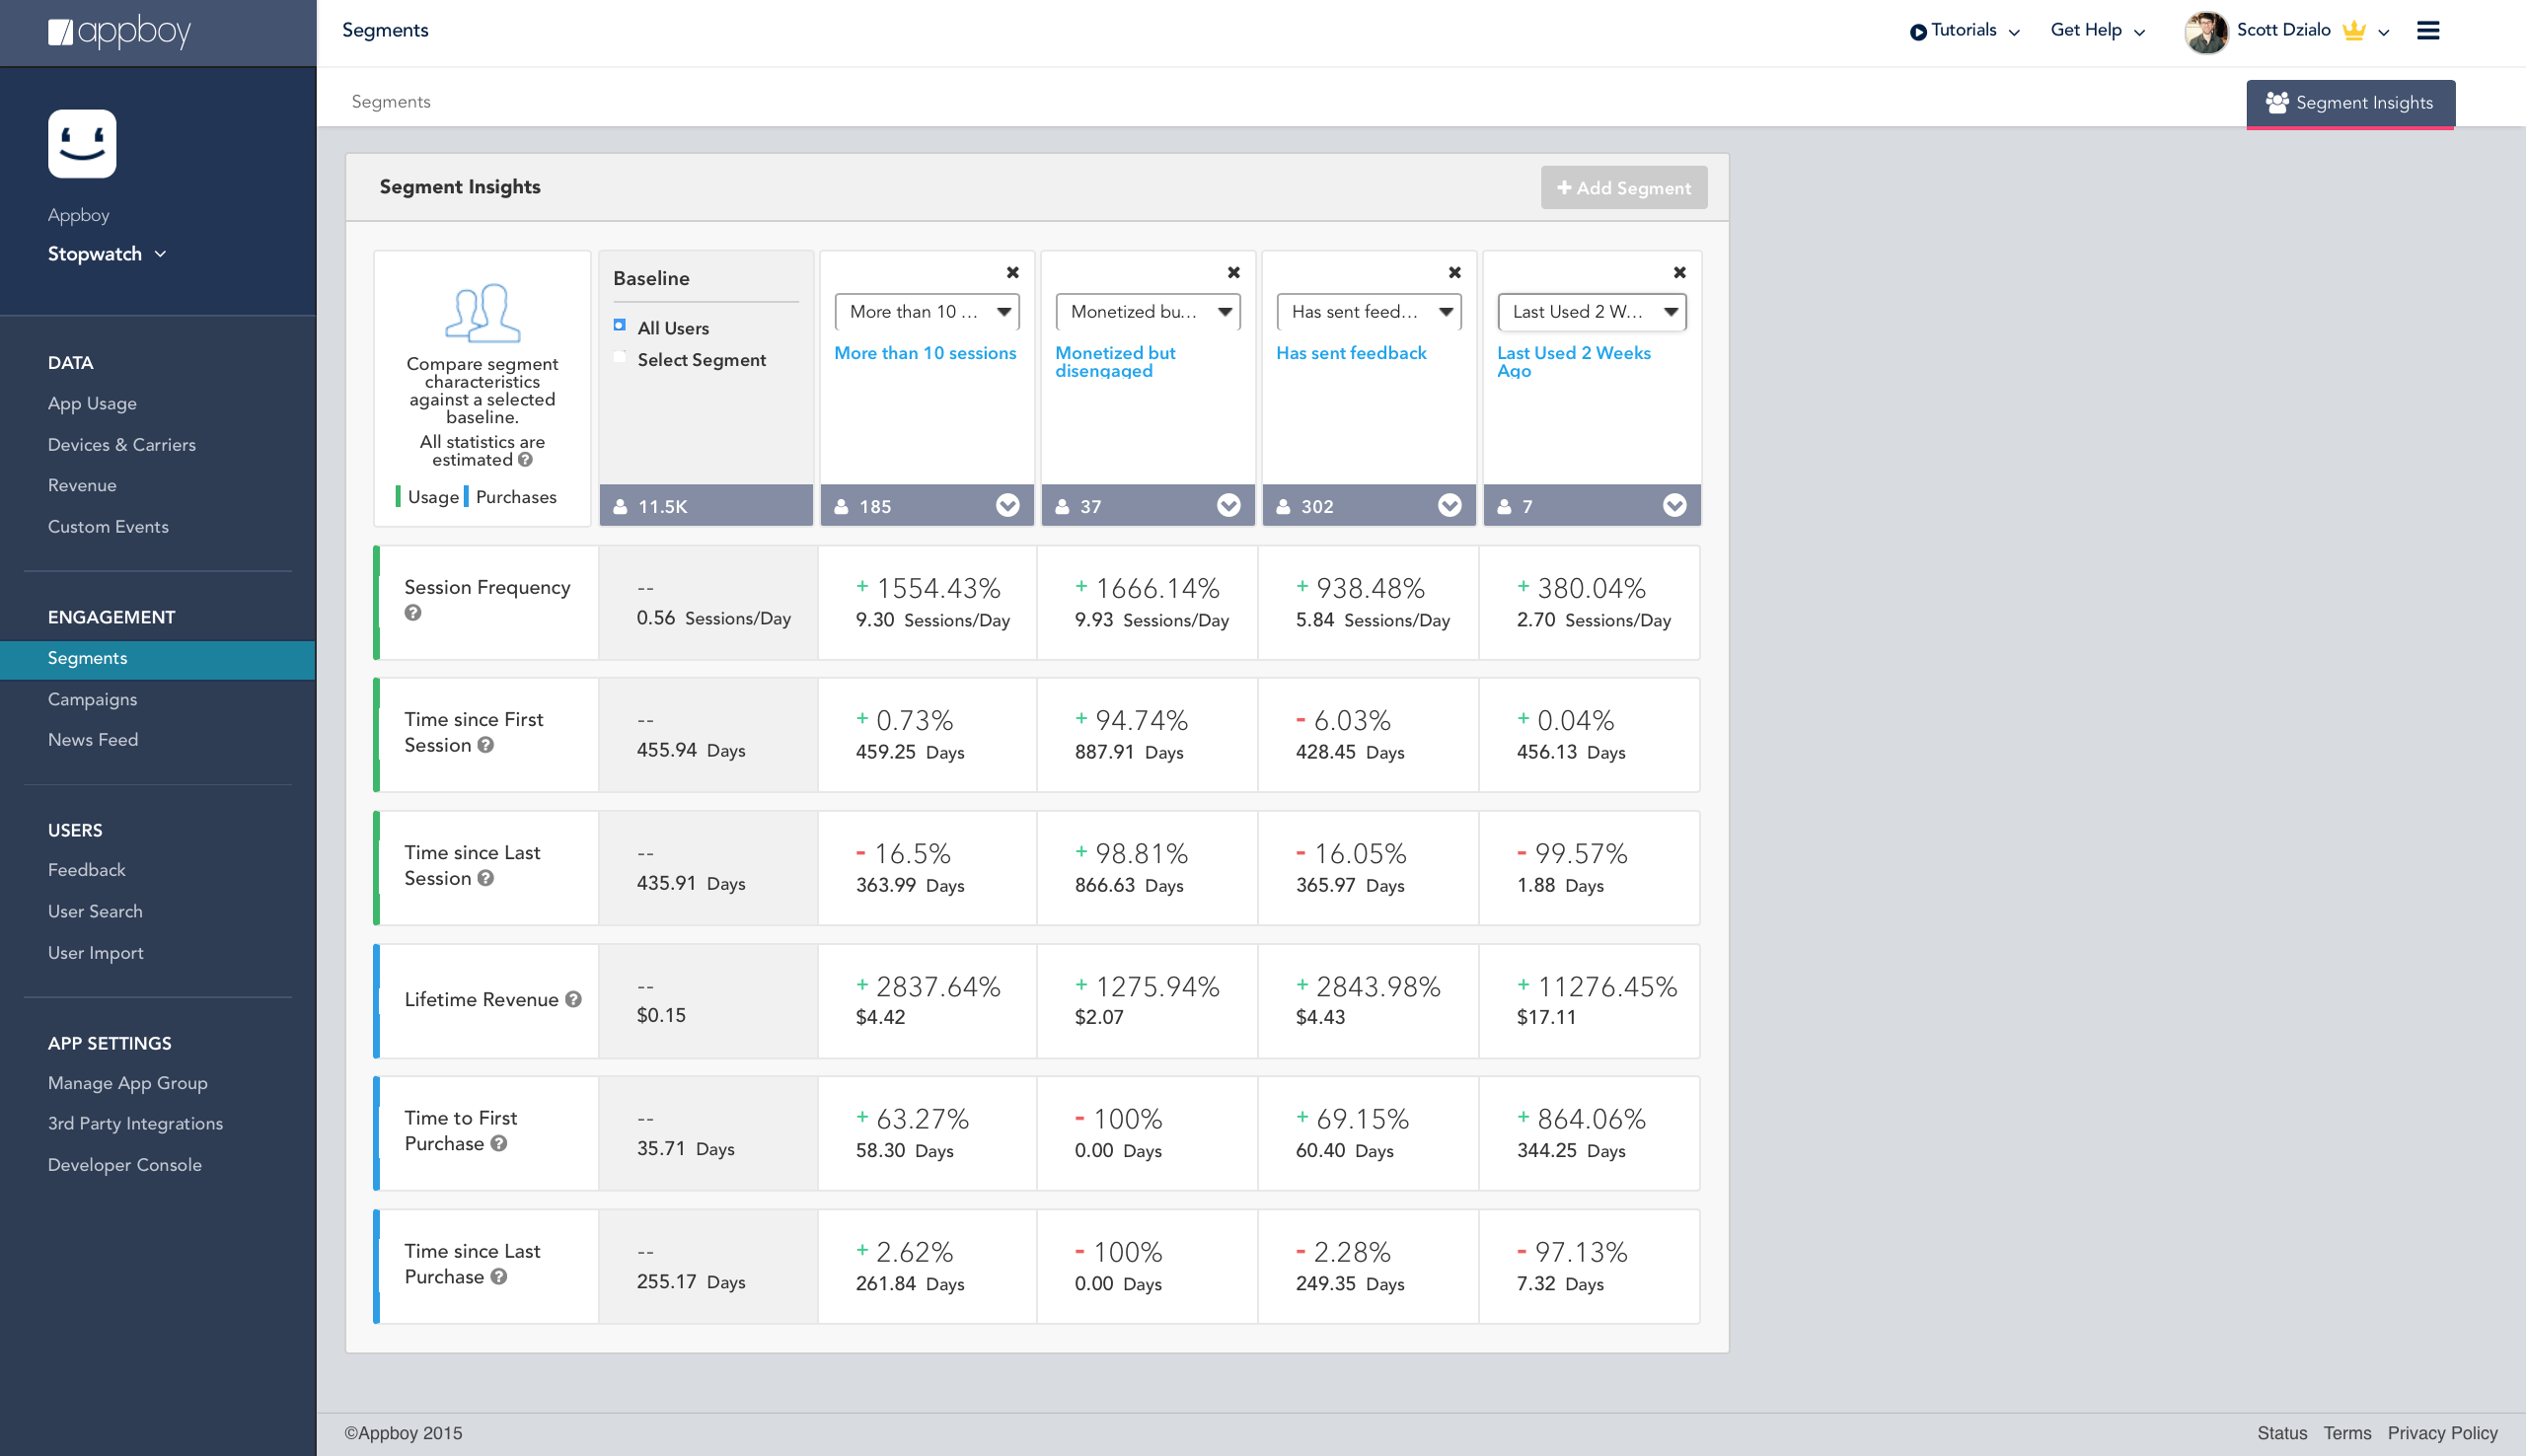 appboy
Segments
Tutorials
Get Help
Scott Dzialo
Segments
Segment Insights
Appboy
Stopwatch
DATA
App Usage
Devices & Carriers
Revenue
Custom Events
ENGAGEMENT
Segments
Campaigns
News Feed
USERS
Feedback
User Search
User Import
APP SETTINGS
Manage App Group
3rd Party Integrations
Developer Console
Segment Insights
+ Add Segment
Compare segment
characteristics
against a selected
baseline.
All statistics are
estimated ?
Usage Purchases
Baseline
All Users
Select Segment
11.5K
More than 10 ...
More than 10 sessions
185
Monetized bu...
Monetized but
disengaged
37
Has sent feed...
Has sent feedback
302
Last Used 2 W...
Last Used 2 Weeks
Ago
7
Session Frequency
?
--
0.56 Sessions/Day
+ 1554.43%
9.30 Sessions/Day
+ 1666.14%
9.93 Sessions/Day
+ 938.48%
5.84 Sessions/Day
+ 380.04%
2.70 Sessions/Day
Time since First
Session ?
--
455.94 Days
+ 0.73%
459.25 Days
+ 94.74%
887.91 Days
- 6.03%
428.45 Days
+ 0.04%
456.13 Days
Time since Last
Session ?
--
435.91 Days
- 16.5%
363.99 Days
+ 98.81%
866.63 Days
- 16.05%
365.97 Days
- 99.57%
1.88 Days
Lifetime Revenue ?
--
$0.15
+ 2837.64%
$4.42
+ 1275.94%
$2.07
+ 2843.98%
$4.43
+ 11276.45%
$17.11
Time to First
Purchase ?
--
35.71 Days
+ 63.27%
58.30 Days
- 100%
0.00 Days
+ 69.15%
60.40 Days
+ 864.06%
344.25 Days
Time since Last
Purchase ?
--
255.17 Days
+ 2.62%
261.84 Days
- 100%
0.00 Days
- 2.28%
249.35 Days
- 97.13%
7.32 Days
©Appboy 2015
Status Terms Privacy Policy